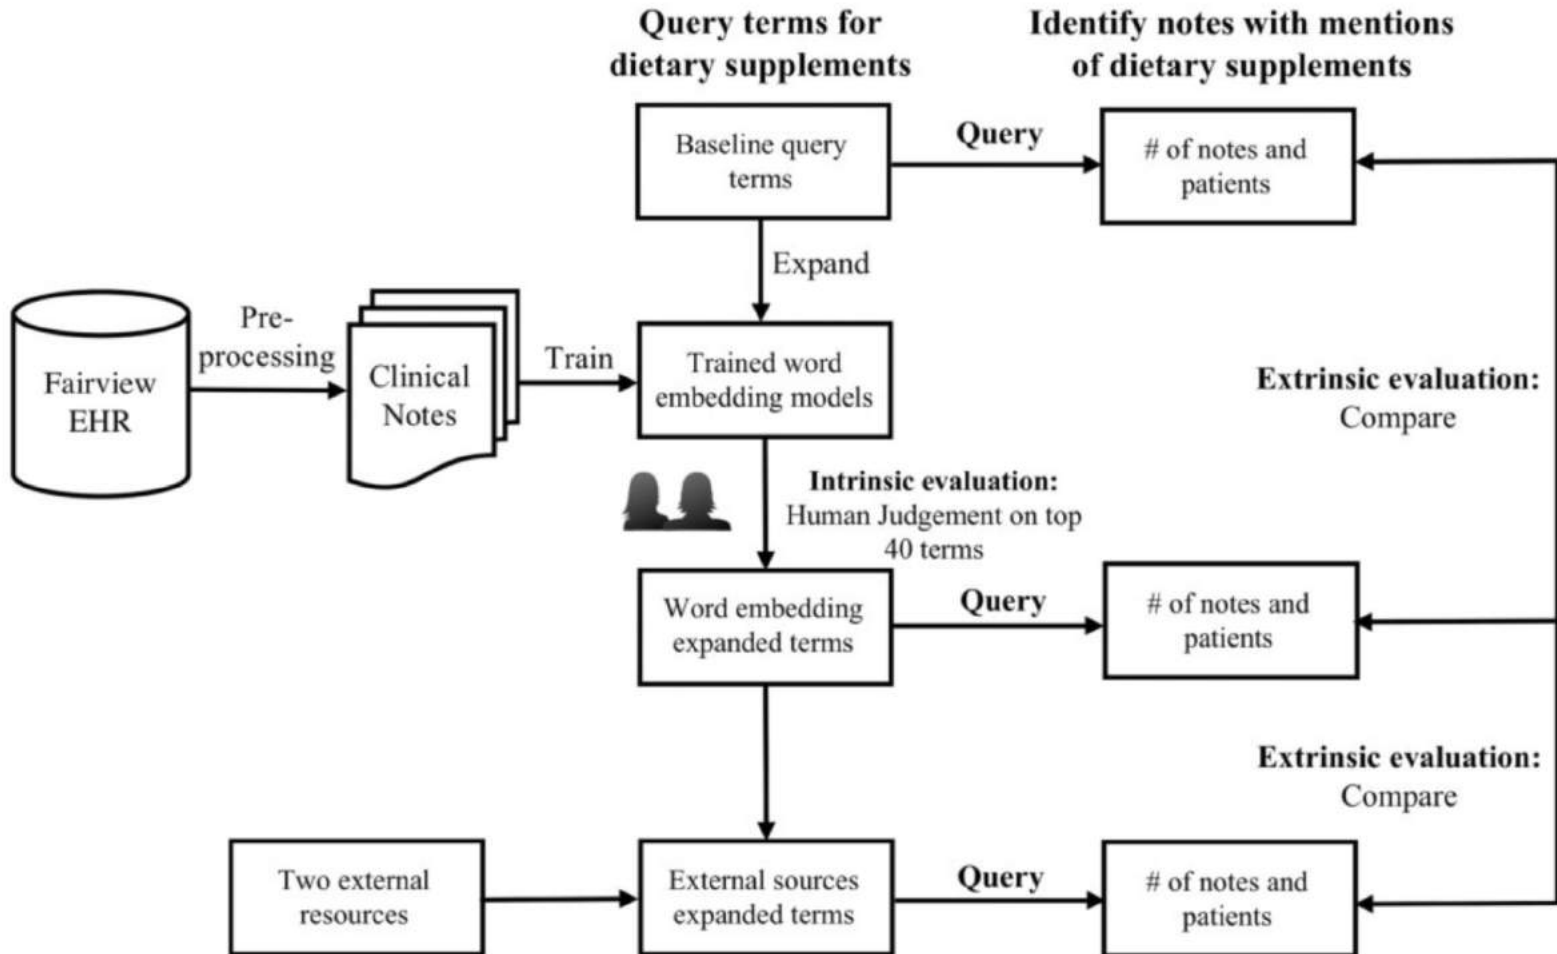 Query terms for
dietary supplements
Identify notes with mentions
of dietary supplements
Baseline query
terms
Query
# of notes and
patients
Expand
Fairview
EHR
Pre-
processing
Clinical
Notes
Train
Trained word
embedding models
Extrinsic evaluation:
Compare
Intrinsic evaluation:
Human Judgement on top
40 terms
Word embedding
expanded terms
Query
# of notes and
patients
Extrinsic evaluation:
Compare
Two external
resources
External sources
expanded terms
Query
# of notes and
patients